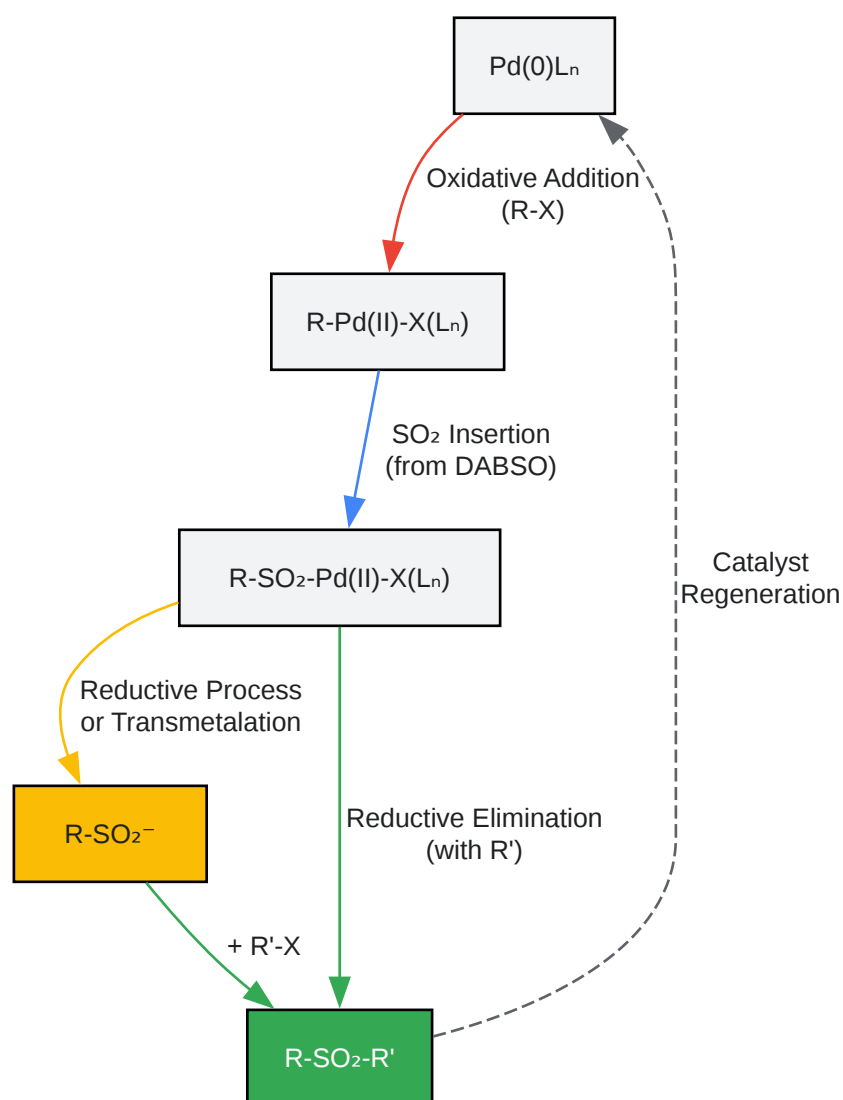 Pd(0)Lₙ
Oxidative Addition
(R-X)
R-Pd(II)-X(Lₙ)
SO₂ Insertion
(from DABSO)
R-SO₂-Pd(II)-X(Lₙ)
Catalyst
Regeneration
Reductive Process
or Transmetalation
R-SO₂⁻
Reductive Elimination
(with R')
+ R'-X
R-SO₂-R'